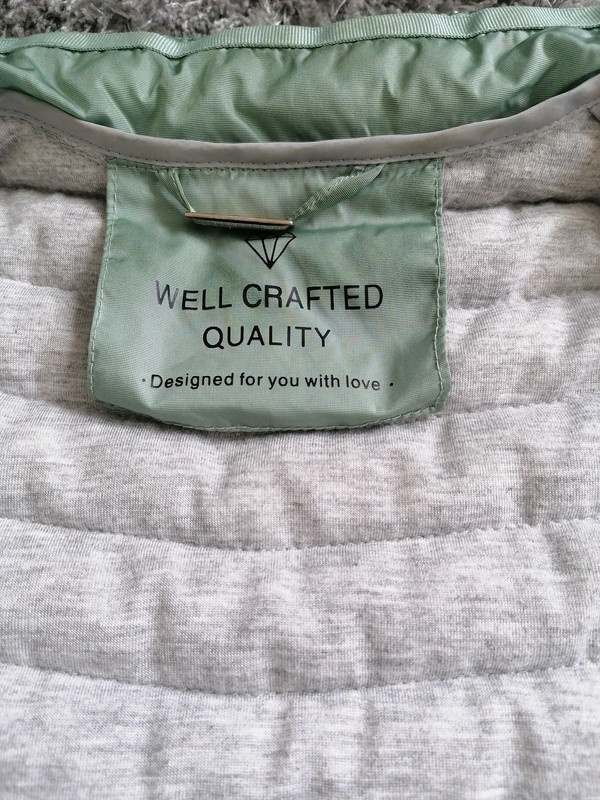 WELL CRAFTED
QUALITY
· Designed for you with love ·